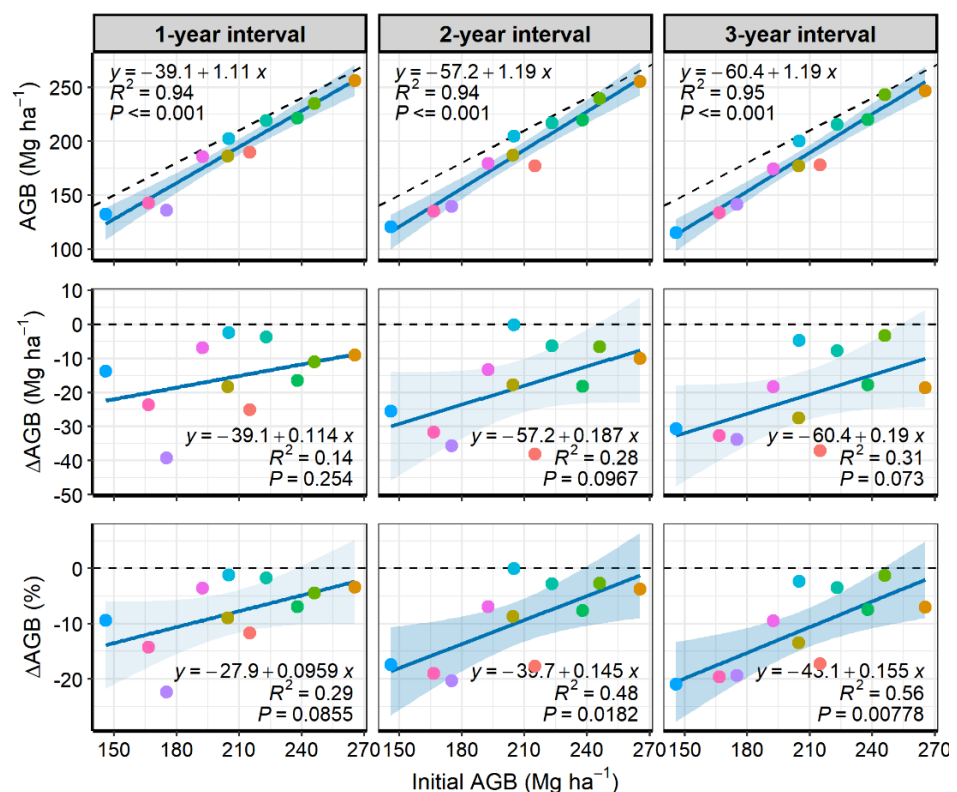 1-year interval
2-year interval
3-year interval
AGB (Mg ha⁻¹)
250
200
150
100
y = −39.1 + 1.11 x
R² = 0.94
P <= 0.001
y = −57.2 + 1.19 x
R² = 0.94
P <= 0.001
y = −60.4 + 1.19 x
R² = 0.95
P <= 0.001
ΔAGB (Mg ha⁻¹)
10
0
-10
-20
-30
-40
-50
y = −39.1 + 0.114 x
R² = 0.14
P = 0.254
y = −57.2 + 0.187 x
R² = 0.28
P = 0.0967
y = −60.4 + 0.19 x
R² = 0.31
P = 0.073
ΔAGB (%)
0
-10
-20
y = −27.9 + 0.0959 x
R² = 0.29
P = 0.0855
+ 0.145 x
R² = 0.48
P = 0.0182
y = −43.1 + 0.155 x
R² = 0.56
P = 0.00778
150 180 210 240 270
150 180 210 240 270
150 180 210 240 270
Initial AGB (Mg ha⁻¹)